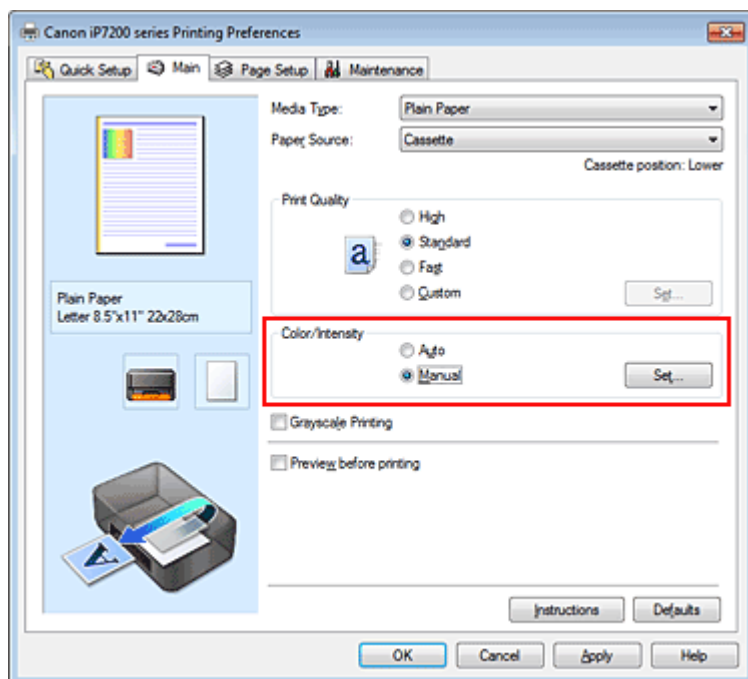 Canon iP7200 series Printing Preferences
Quick Setup Main Page Setup Maintenance
Media Type: Plain Paper
Paper Source: Cassette
Cassette position: Lower
Print Quality
High
a Standard
Fast
Custom Set...
Plain Paper
Letter 8.5"x11" 22x28cm
Color/Intensity
Auto
Manual Set...
Grayscale Printing
Preview before printing
A
Instructions Defaults
OK Cancel Apply Help